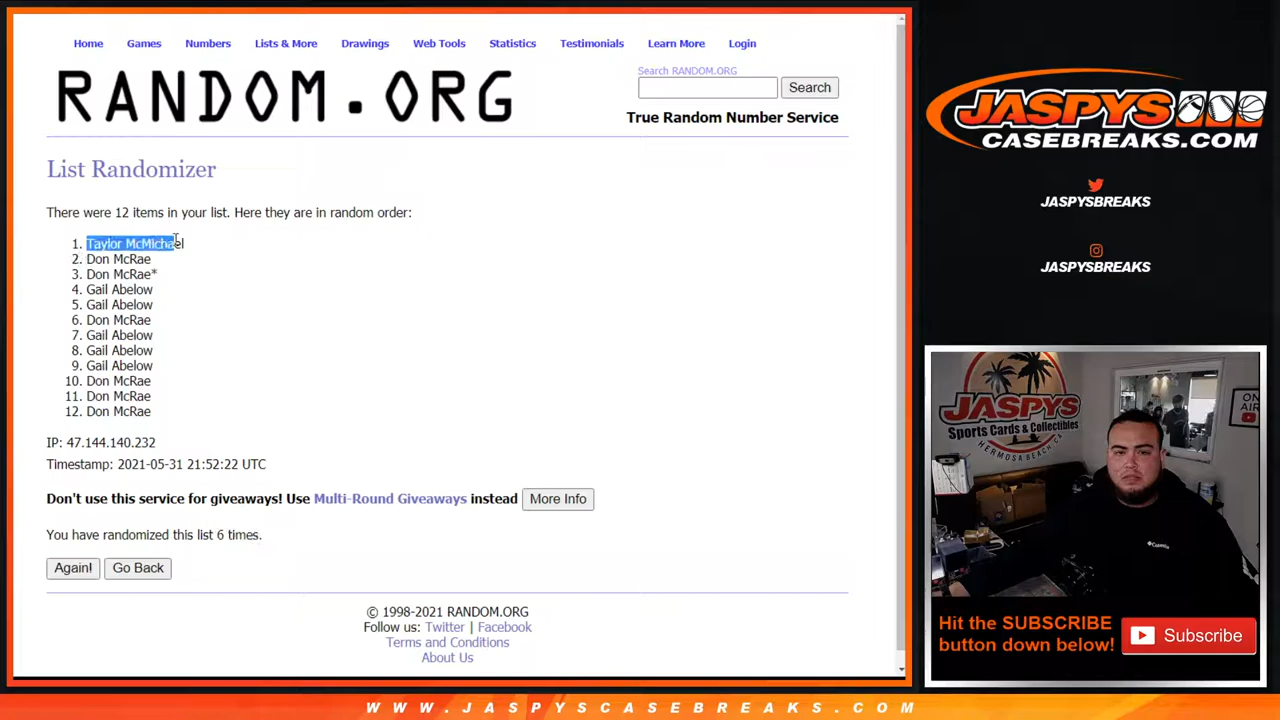 Home Games Numbers Lists & More Drawings Web Tools Statistics Testimonials Learn More Login
RANDOM.ORG
Search RANDOM.ORG
Search
True Random Number Service
List Randomizer
There were 12 items in your list. Here they are in random order:
1. Taylor McMichael
2. Don McRae
3. Don McRae*
4. Gail Abelow
5. Gail Abelow
6. Don McRae
7. Gail Abelow
8. Gail Abelow
9. Gail Abelow
10. Don McRae
11. Don McRae
12. Don McRae
IP: 47.144.140.232
Timestamp: 2021-05-31 21:52:22 UTC
Don't use this service for giveaways! Use Multi-Round Giveaways instead More Info
You have randomized this list 6 times.
Again! Go Back
© 1998-2021 RANDOM.ORG
Follow us: Twitter | Facebook
Terms and Conditions
About Us
JASPYS
CASEBREAKS.COM
JASPYSBREAKS
JASPYSBREAKS
JASPYS
Sports Cards & Collectibles
HERMOSA BEACH CA
ON
AIR
Columbia
Hit the SUBSCRIBE
button down below!
Subscribe
WWW.JASPYSCASEBREAKS.COM